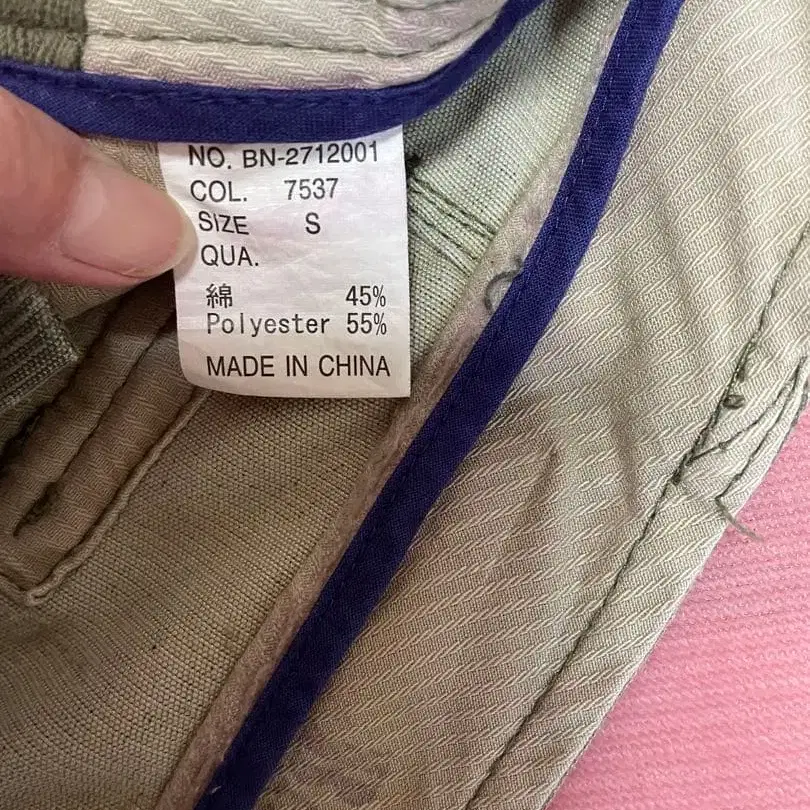 NO. BN-2712001
COL. 7537
SIZE S
QUA.
綿 45%
Polyester 55%
MADE IN CHINA